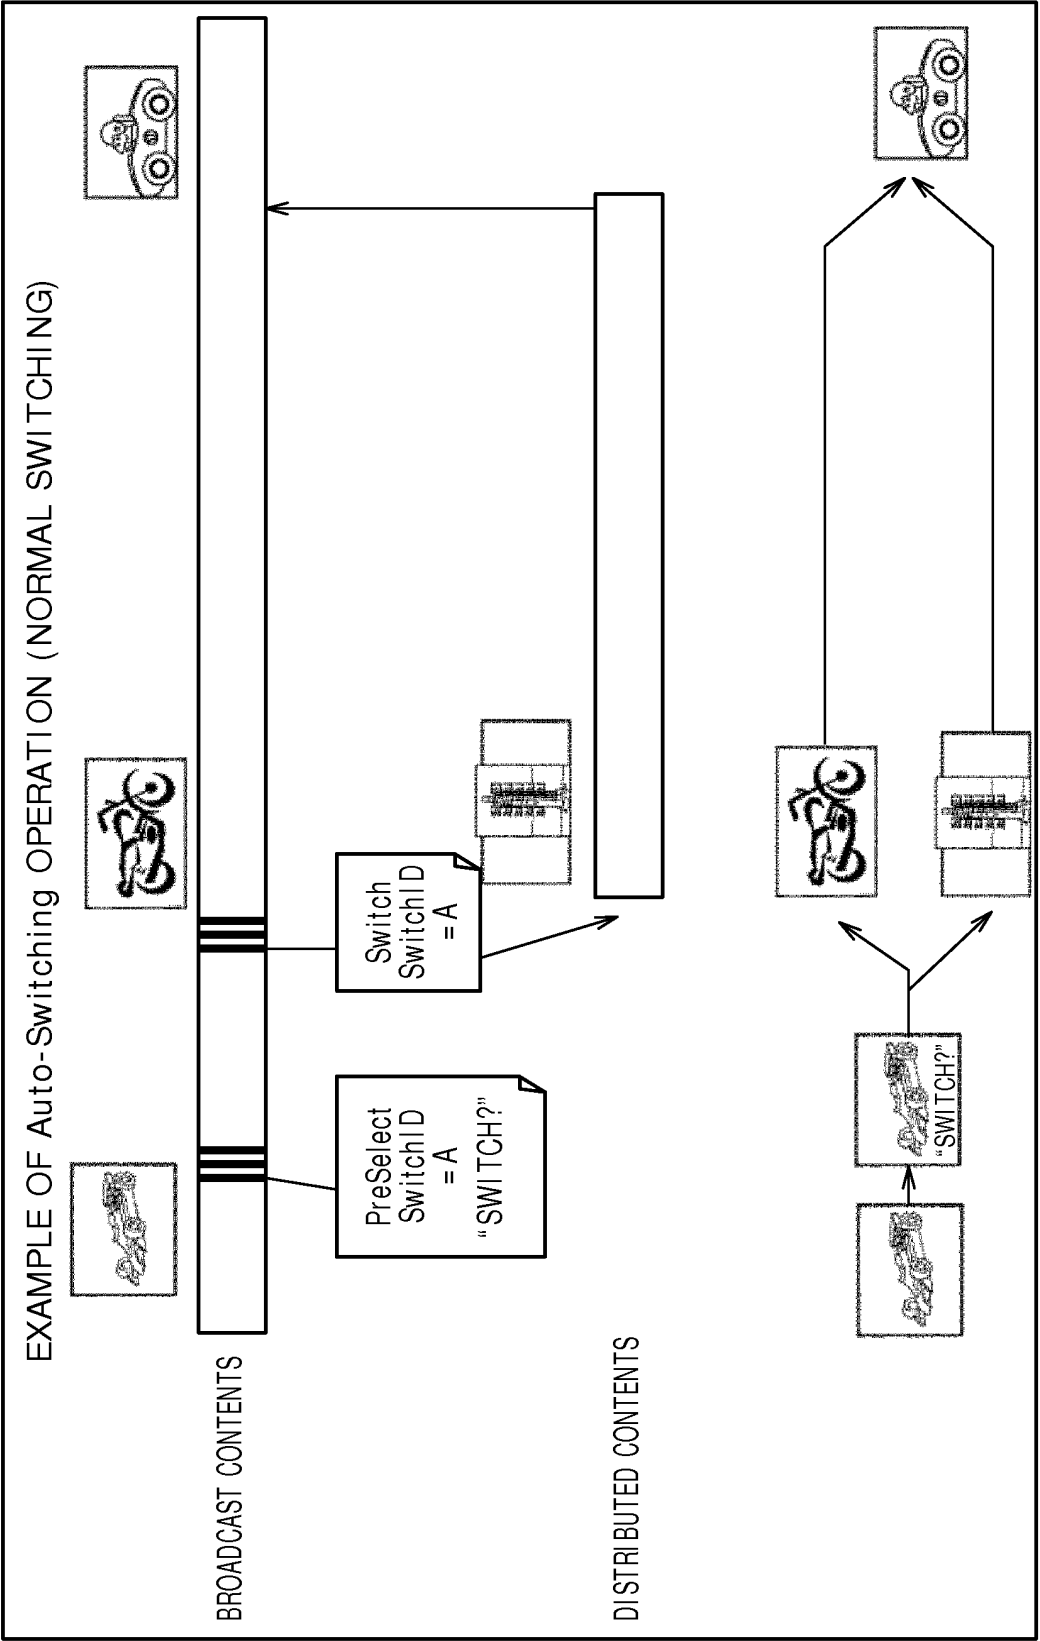 EXAMPLE OF Auto-Switching OPERATION (NORMAL SWITCHING)
BROADCAST CONTENTS
PreSelect
SwitchID
=A
“SWITCH?”
Switch
SwitchID
=A
DISTRIBUTED CONTENTS
“SWITCH?”